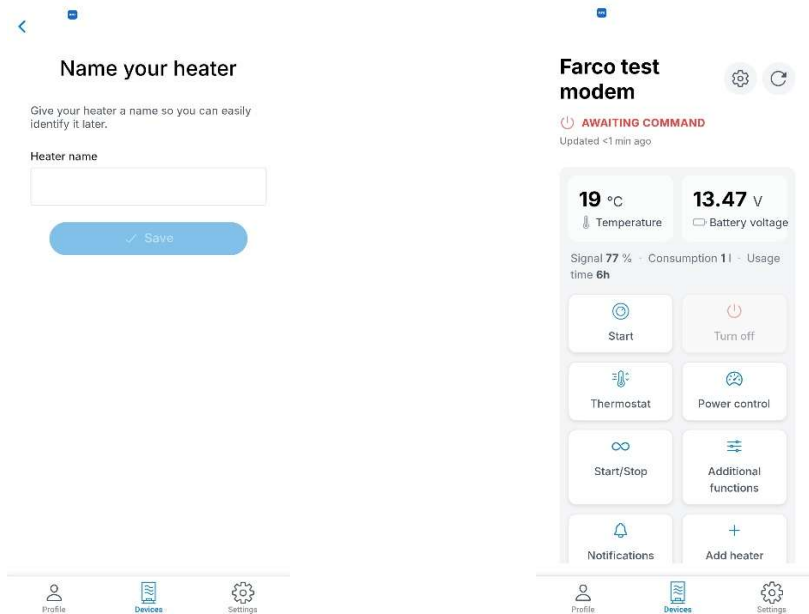 Name your heater
Give your heater a name so you can easily
identify it later.
Heater name
Save
Profile
Devices
Settings
Farco test
modem
AWAITING COMMAND
Updated <1 min ago
19 °C
Temperature
13.47 V
Battery voltage
Signal 77 % · Consumption 1 l · Usage
time 6h
Start
Turn off
Thermostat
Power control
Start/Stop
Additional
functions
Notifications
Add heater
Profile
Devices
Settings